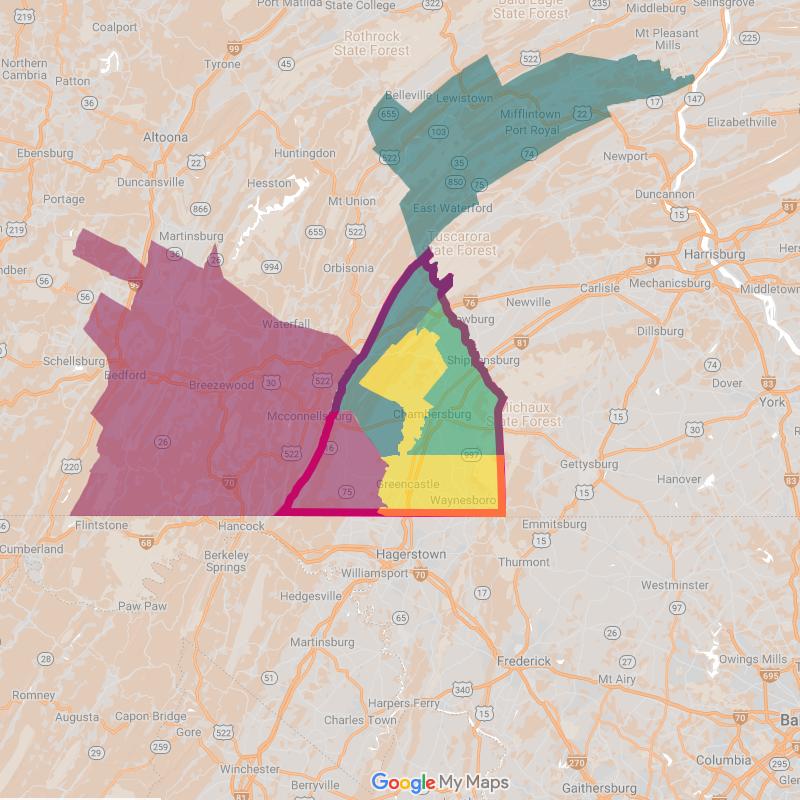 219
Port Matilda
State College
322
Bald Eagle
State Forest
235
Middleburg
Selinsgrove
Coalport
Rothrock
State Forest
Mt Pleasant
Mills
225
99
522
Northern
Cambria
Tyrone
45
Patton
36
Belleville
Lewistown
17
147
655
Mifflintown
22
Port Royal
Elizabethville
103
Altoona
Ebensburg
22
Huntingdon
522
35
74
Newport
Duncansville
Hesston
850
75
Duncannon
Portage
866
Mt Union
East Waterford
15
219
655
522
81
Martinsburg
Tuscarora
State Forest
36
26
Harrisburg
56
994
Orbisonia
81
99
Carlisle
Mechanicsburg
Middletown
56
76
Newville
Waterfall
wburg
Dillsburg
81
Schellsburg
Shippensburg
74
Bedford
Breezewood
30
522
Dover
83
York
Mcconnellsburg
Chambersburg
Michaux
State Forest
15
30
26
522
16
997
220
70
75
Greencastle
Gettysburg
Hanover
83
Waynesboro
15
Flintstone
Hancock
Emmitsburg
68
15
Cumberland
Berkeley
Springs
Hagerstown
Thurmont
Williamsport
70
Paw Paw
Hedgesville
17
Westminster
65
97
Martinsburg
26
28
Frederick
27
Owings Mills
51
Mt Airy
695
Romney
Harpers Ferry
340
Augusta
Capon Bridge
Charles Town
15
70
Gore
522
29
259
270
Columbia
295
Winchester
Berryville
Google My Maps
Gaithersburg